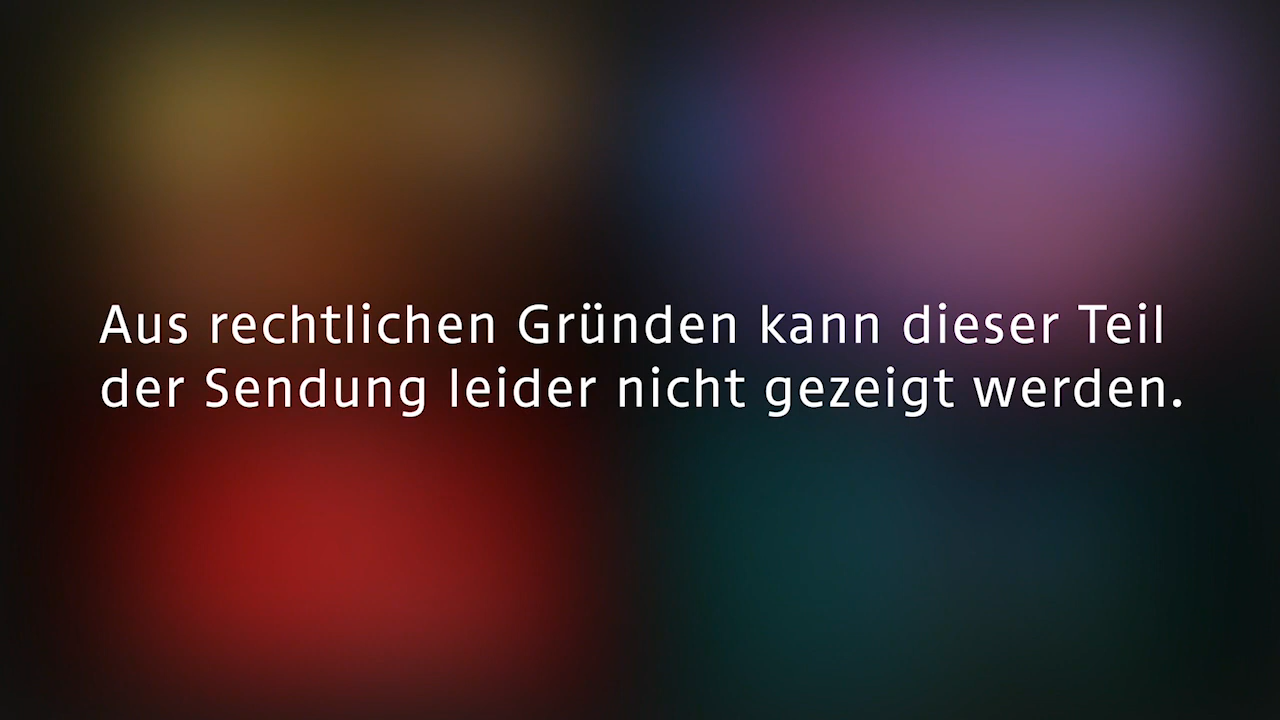 Aus rechtlichen Gründen kann dieser Teil
der Sendung leider nicht gezeigt werden.